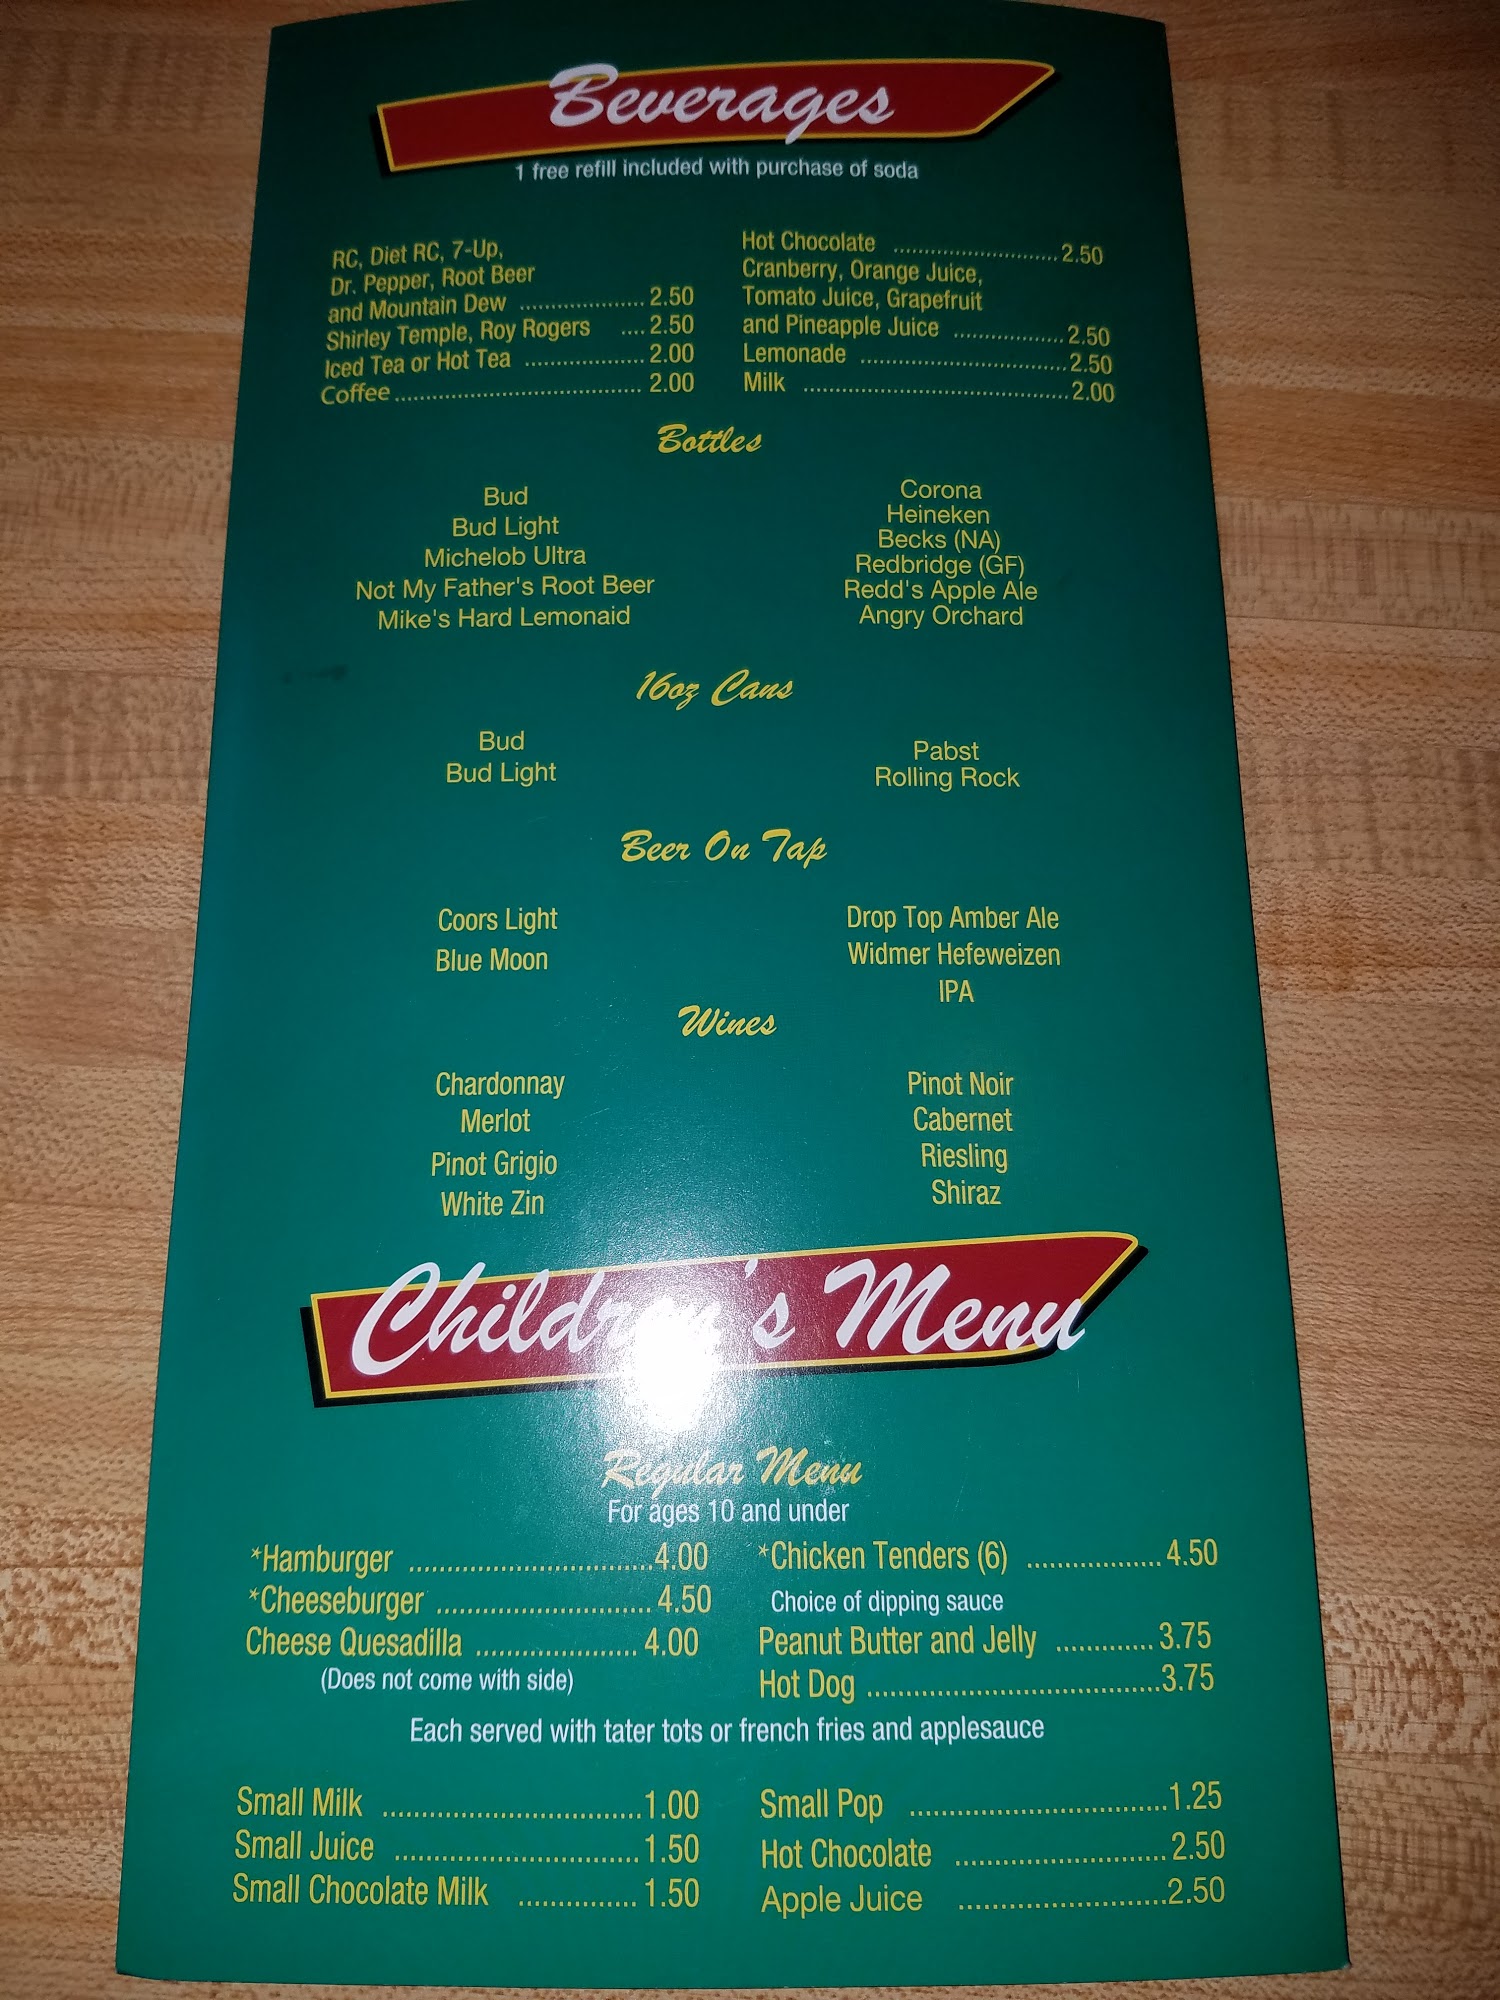 Beverages
1 free refill included with purchase of soda
RC, Diet RC, 7-Up,
Dr. Pepper, Root Beer
and Mountain Dew .................... 2.50
Shirley Temple, Roy Rogers .... 2.50
Iced Tea or Hot Tea ................... 2.00
Coffee ....................................... 2.00
Hot Chocolate ............................ 2.50
Cranberry, Orange Juice,
Tomato Juice, Grapefruit
and Pineapple Juice ................... 2.50
Lemonade ................................... 2.50
Milk ............................................. 2.00
Bottles
Bud
Bud Light
Michelob Ultra
Not My Father's Root Beer
Mike's Hard Lemonaid
Corona
Heineken
Becks (NA)
Redbridge (GF)
Redd's Apple Ale
Angry Orchard
16oz Cans
Bud
Bud Light
Pabst
Rolling Rock
Beer On Tap
Coors Light
Blue Moon
Drop Top Amber Ale
Widmer Hefeweizen
IPA
Wines
Chardonnay
Merlot
Pinot Grigio
White Zin
Pinot Noir
Cabernet
Riesling
Shiraz
Children's Menu
Regular Menu
For ages 10 and under
*Hamburger ............................... 4.00
*Cheeseburger ............................ 4.50
Cheese Quesadilla ..................... 4.00
(Does not come with side)
*Chicken Tenders (6) .................. 4.50
Choice of dipping sauce
Peanut Butter and Jelly ............. 3.75
Hot Dog ...................................... 3.75
Each served with tater tots or french fries and applesauce
Small Milk ................................. 1.00
Small Juice ............................... 1.50
Small Chocolate Milk ............... 1.50
Small Pop ................................. 1.25
Hot Chocolate ........................... 2.50
Apple Juice ........................... 2.50